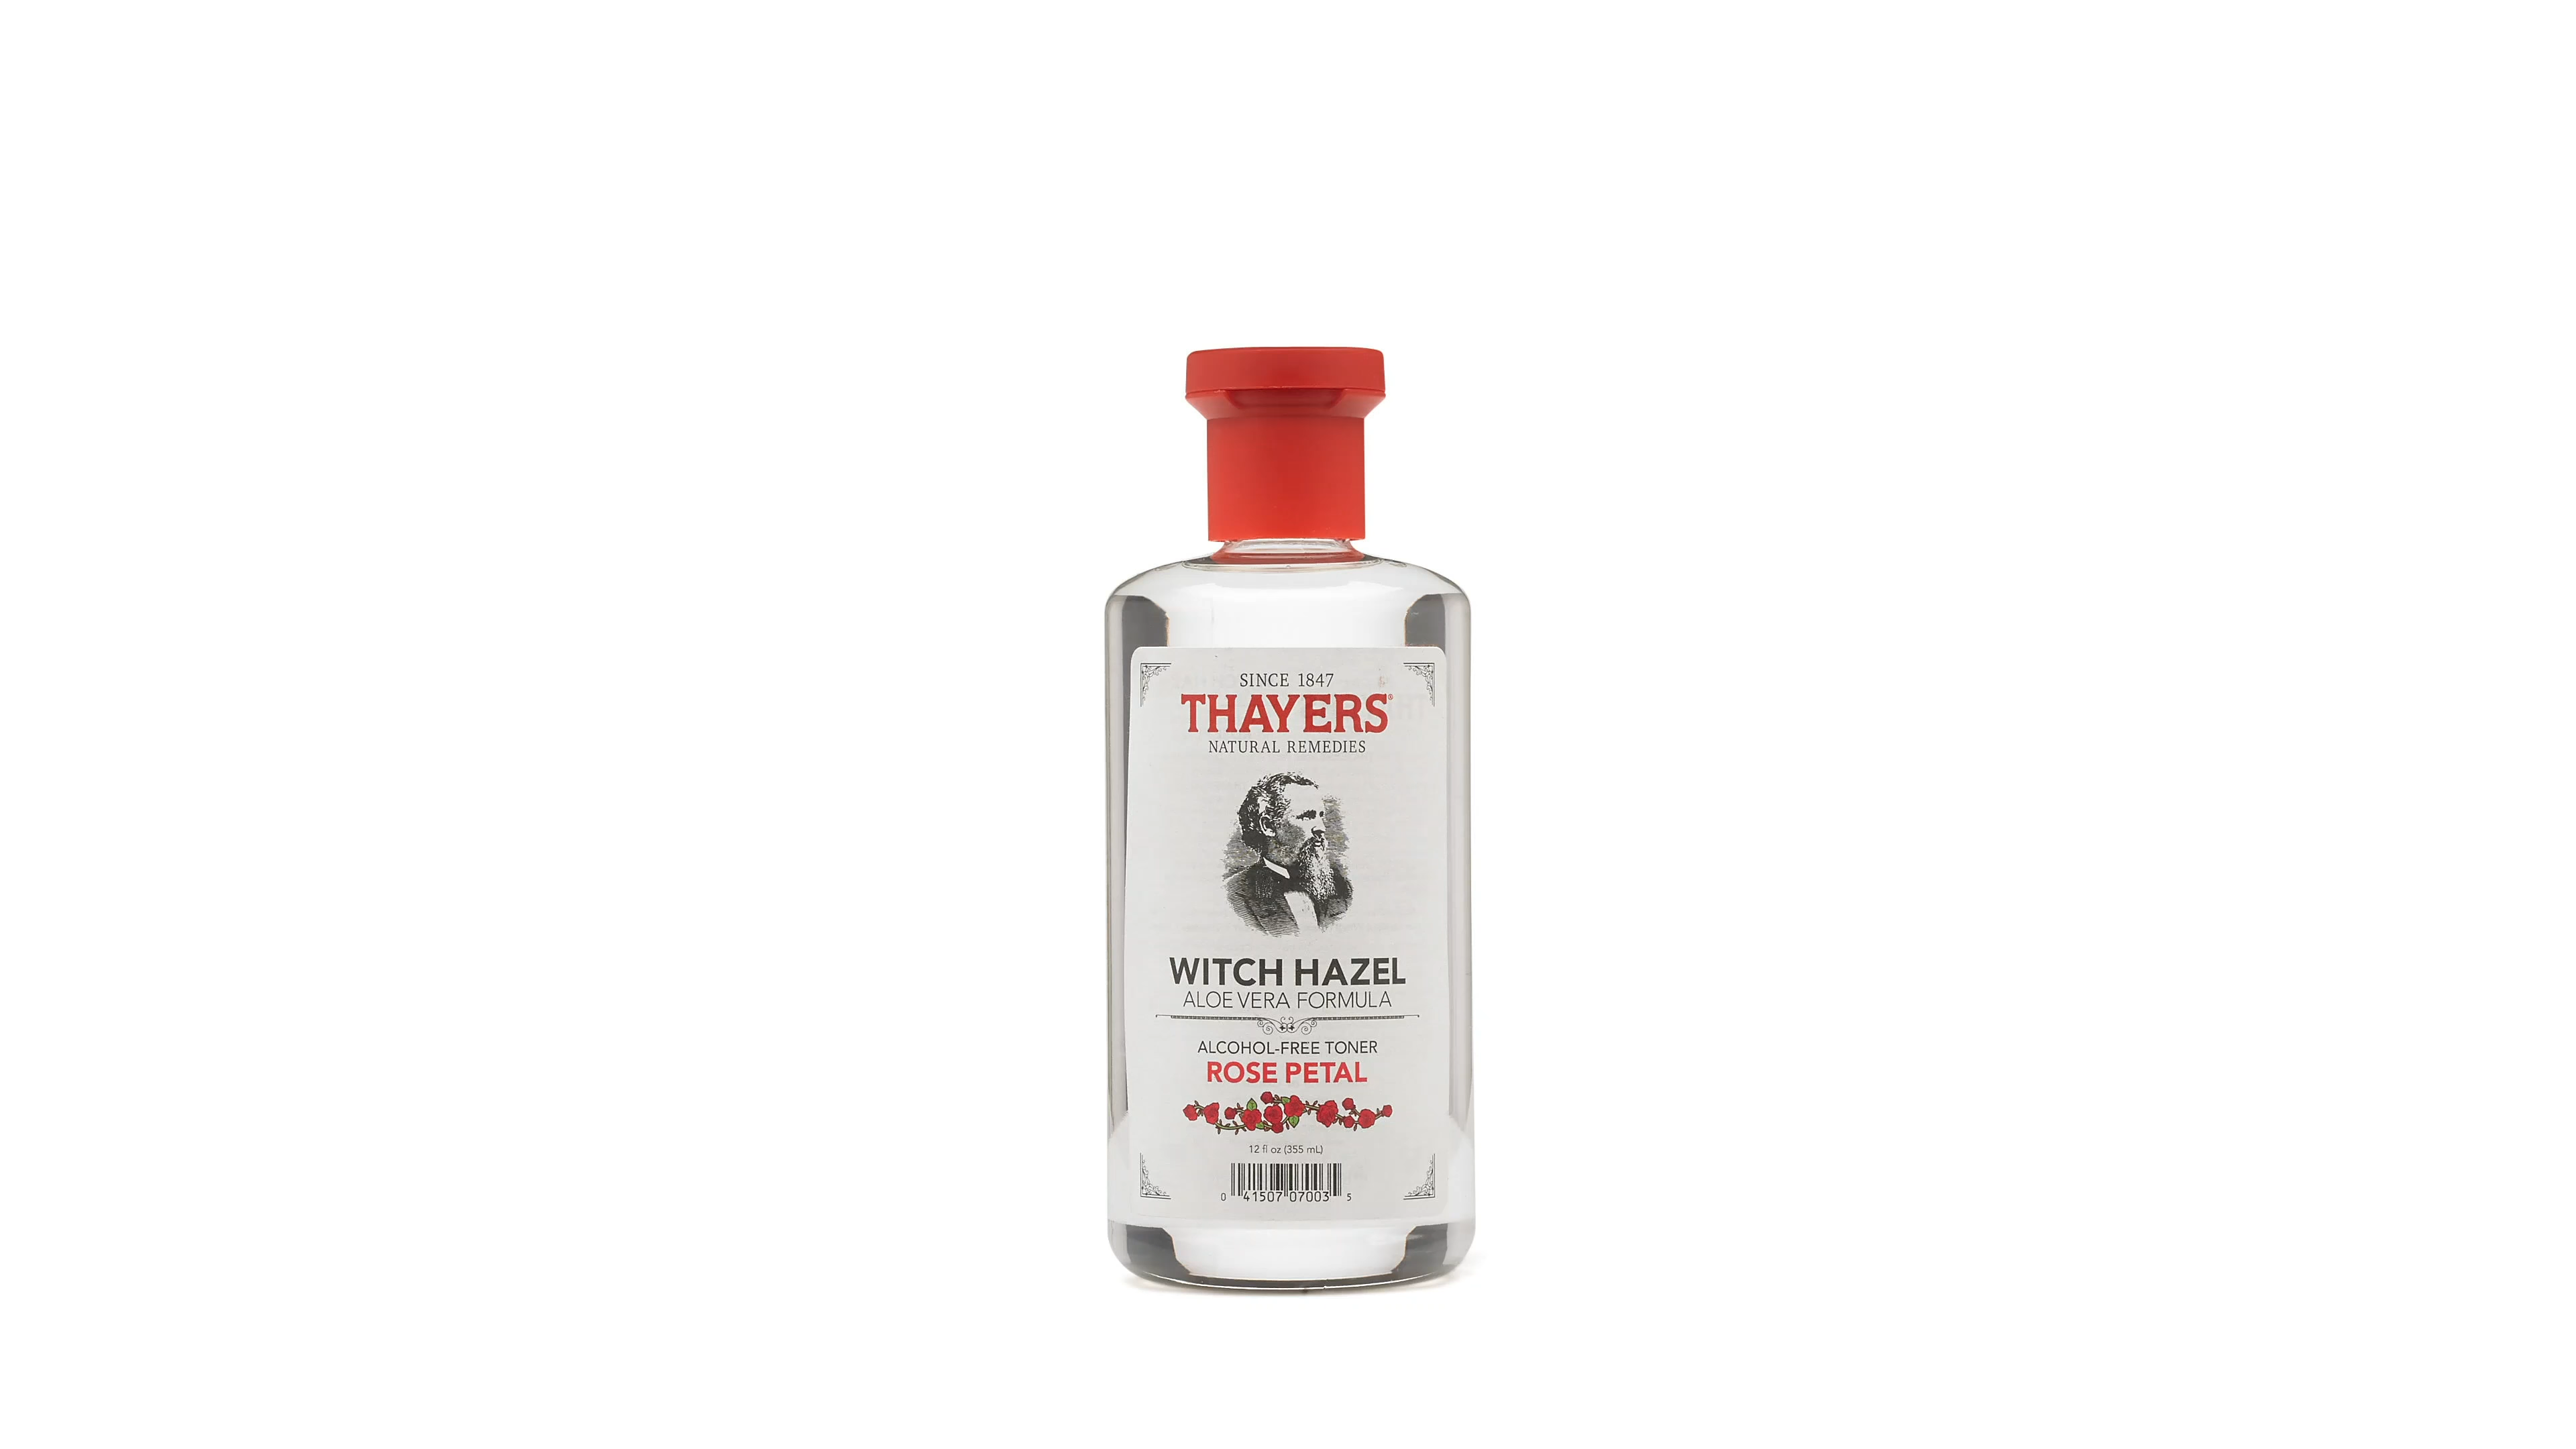 SINCE 1847
THAYERS®
NATURAL REMEDIES
WITCH HAZEL
ALOE VERA FORMULA
ALCOHOL-FREE TONER
ROSE PETAL
12 fl oz (355 mL)
0 41507 07003 5